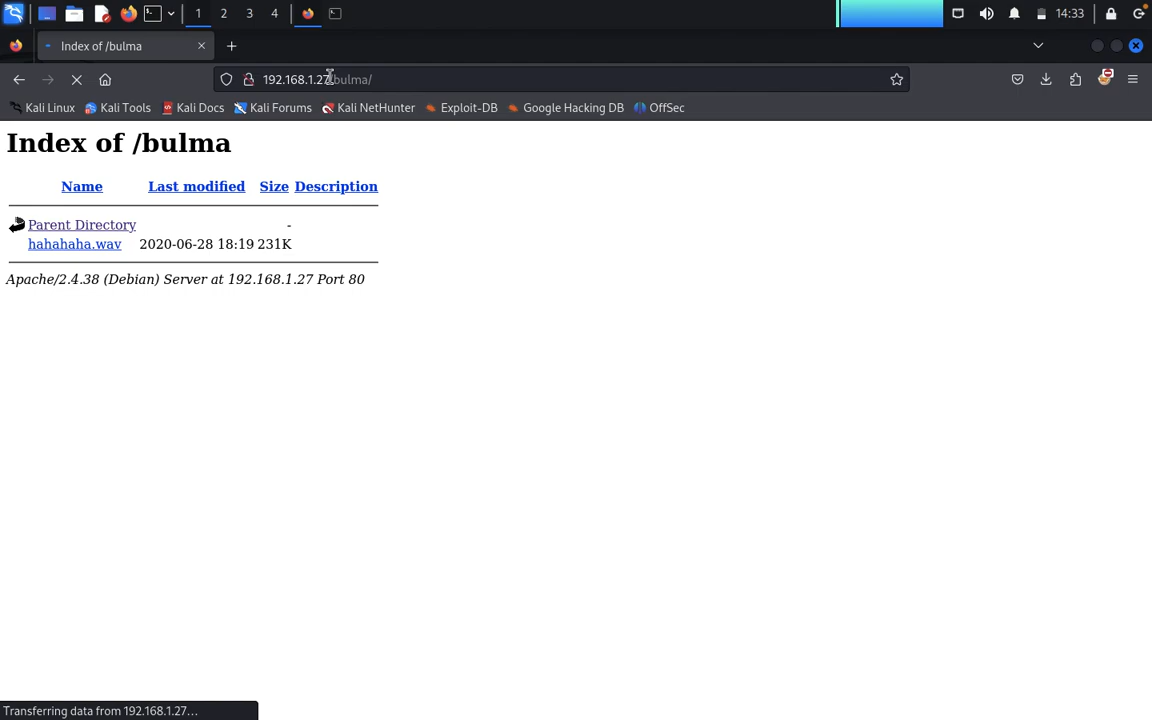 1 2 3 4 14:33
Index of /bulma
192.168.1.27/bulma/
Kali Linux Kali Tools Kali Docs Kali Forums Kali NetHunter Exploit-DB Google Hacking DB OffSec
Index of /bulma
Name Last modified Size Description
Parent Directory -
hahahaha.wav 2020-06-28 18:19 231K
Apache/2.4.38 (Debian) Server at 192.168.1.27 Port 80
Transferring data from 192.168.1.27...